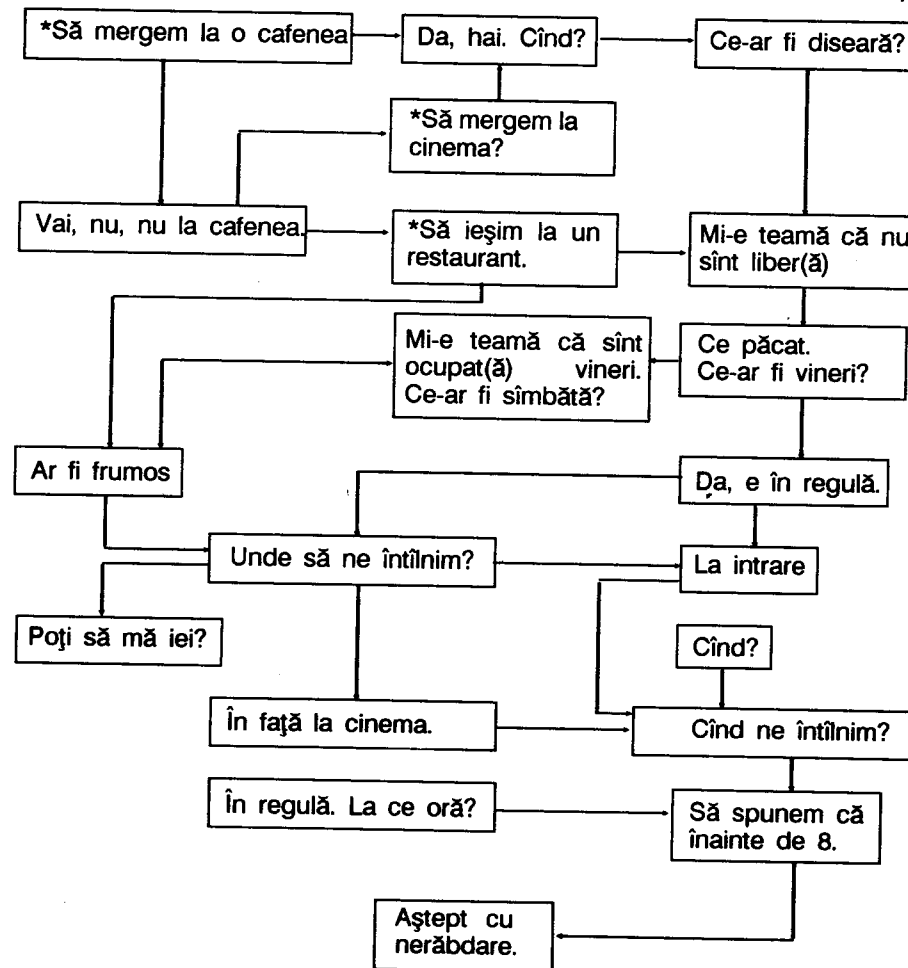 *Să mergem la o cafenea
Da, hai. Cînd?
Ce-ar fi diseară?
*Să mergem la
cinema?
Vai, nu, nu la cafenea.
*Să ieşim la un
restaurant.
Mi-e teamă că nu
sînt liber(ă)
Mi-e teamă că sînt
ocupat(ă) vineri.
Ce-ar fi sîmbătă?
Ce păcat.
Ce-ar fi vineri?
Ar fi frumos
Da, e în regulă.
Unde să ne întîlnim?
La intrare
Poţi să mă iei?
Cînd?
În faţă la cinema.
Cînd ne întîlnim?
În regulă. La ce oră?
Să spunem că
înainte de 8.
Aştept cu
nerăbdare.